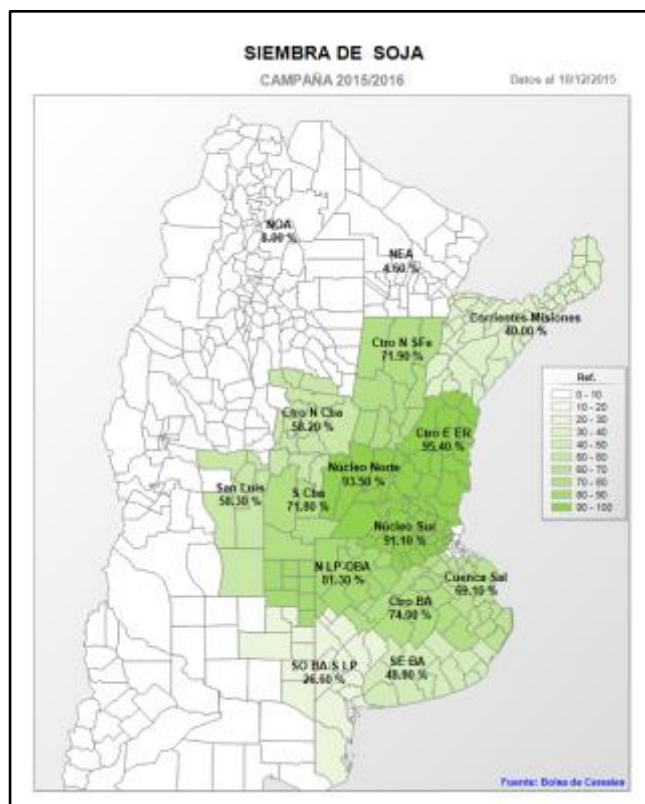 SIEMBRA DE SOJA
CAMPAÑA 2015/2016
Datos al 10/12/2015
NOA
8.00 %
NEA
4.60 %
Corrientes-Misiones
40.00 %
Ctro N SFe
71.90 %
Ref.
0 - 10
10 - 20
20 - 30
30 - 40
40 - 50
50 - 60
60 - 70
70 - 80
80 - 90
90 - 100
Ctro N Cba
58.20 %
Ctro E ER
95.40 %
Núcleo Norte
93.50 %
San Luis
58.30 %
S Cba
71.80 %
Núcleo Sur
91.10 %
N LP-OBA
81.30 %
Cuenca Sal
69.10 %
Ctro BA
74.00 %
SO BA-S LP
26.60 %
SE BA
48.80 %
Fuente: Bolsa de Cereales